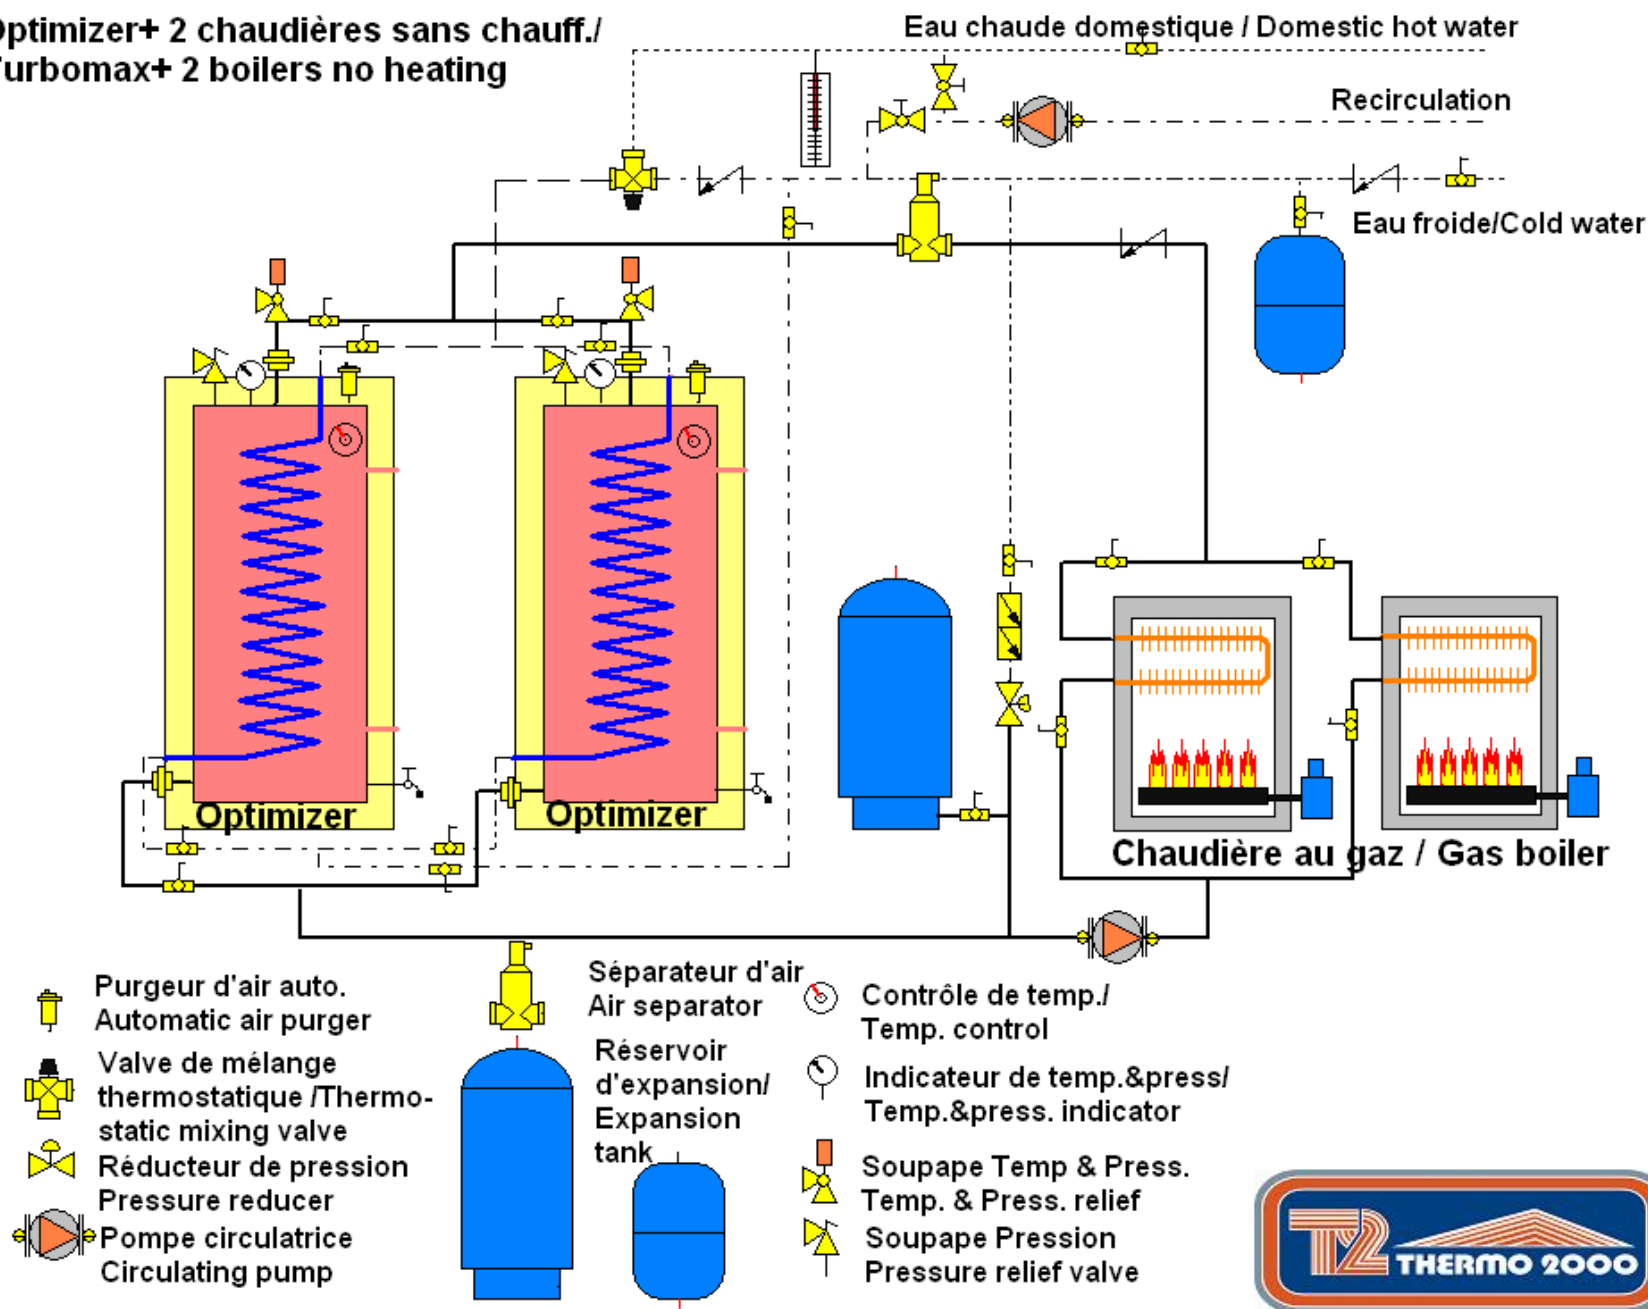 Optimizer+ 2 chaudières sans chauff./
Turbomax+ 2 boilers no heating
Eau chaude domestique / Domestic hot water
Recirculation
Eau froide/Cold water
Optimizer
Optimizer
Chaudière au gaz / Gas boiler
Purgeur d'air auto.
Automatic air purger
Valve de mélange
thermostatique /Thermo-
static mixing valve
Réducteur de pression
Pressure reducer
Pompe circulatrice
Circulating pump
Séparateur d'air
Air separator
Réservoir
d'expansion/
Expansion
tank
Contrôle de temp./
Temp. control
Indicateur de temp.&press/
Temp.&press. indicator
Soupape Temp & Press.
Temp. & Press. relief
Soupape Pression
Pressure relief valve
T2 THERMO 2000